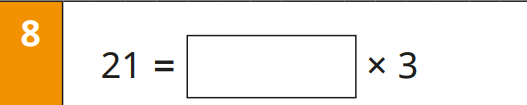 8
21 = × 3